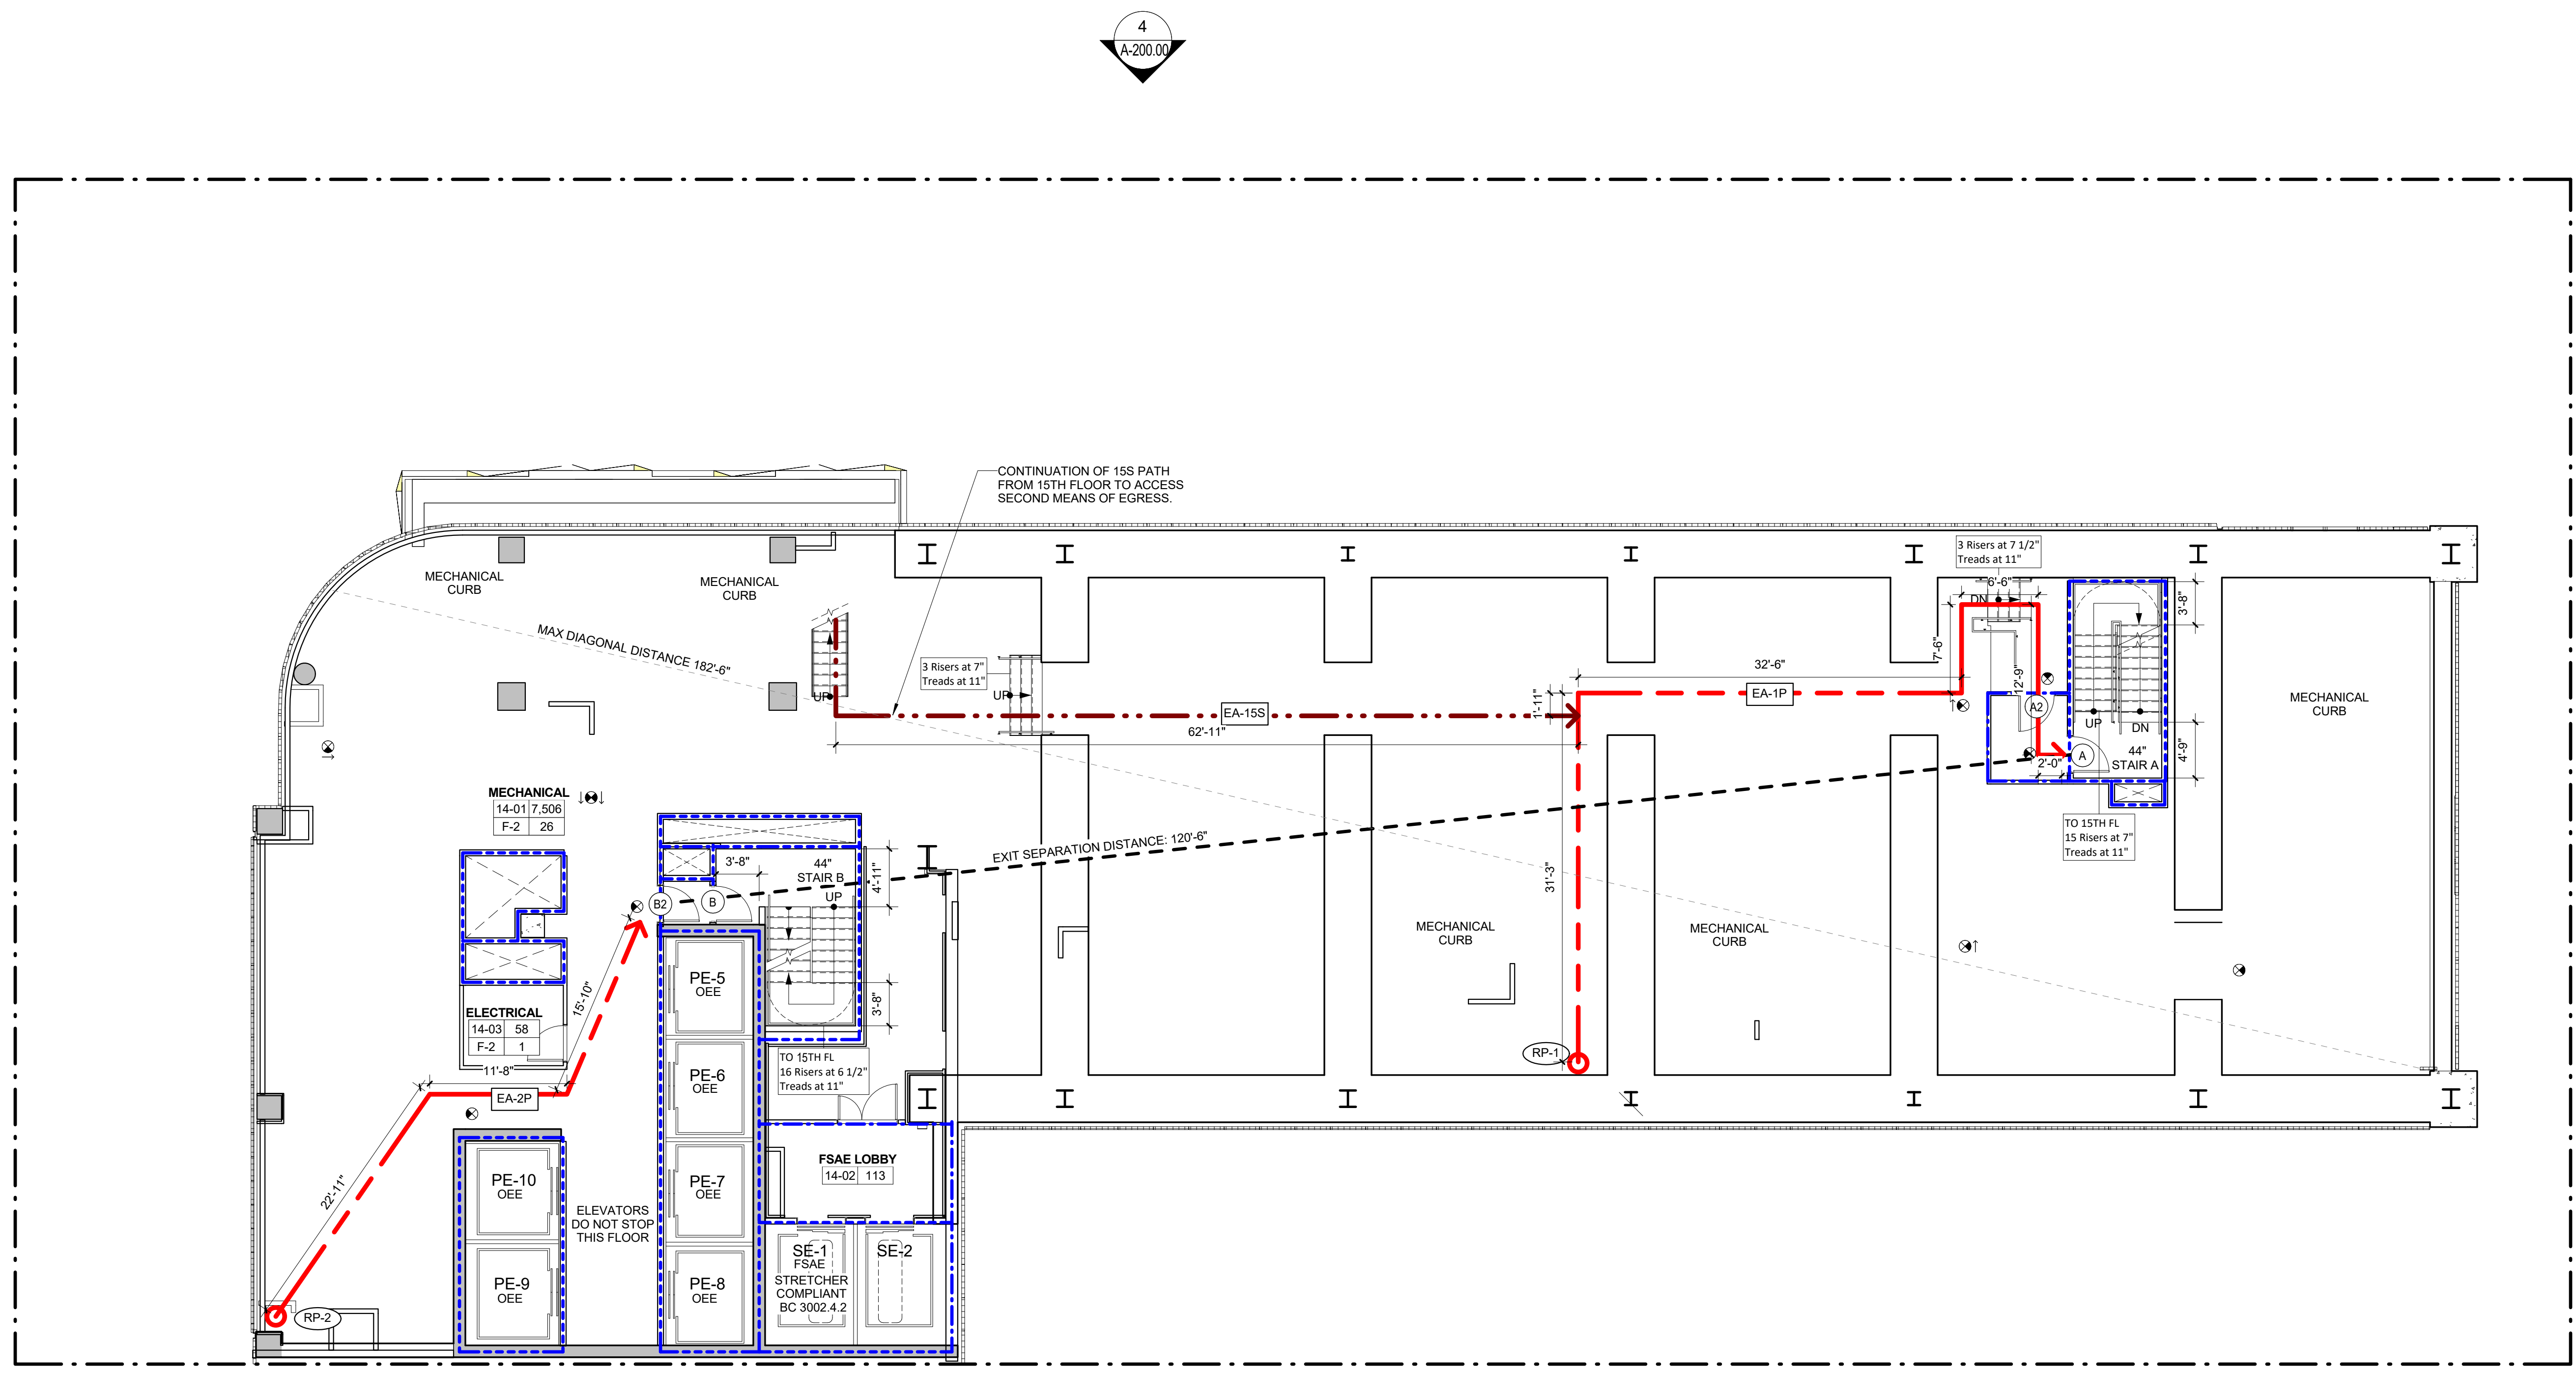 4
A-200.00
CONTINUATION OF 15S PATH
FROM 15TH FLOOR TO ACCESS
SECOND MEANS OF EGRESS.
3 Risers at 7 1/2"
Treads at 11"
6'-6"
DN
3'-8"
MECHANICAL
CURB
MECHANICAL
CURB
MAX DIAGONAL DISTANCE 182'-6"
UP
3 Risers at 7"
Treads at 11"
UP
EA-15S
62'-11"
1'-11"
32'-6"
EA-1P
7'-6"
12'-9"
A2
UP
DN
44"
STAIR A
A
2'-0"
4'-9"
MECHANICAL
CURB
TO 15TH FL
15 Risers at 7"
Treads at 11"
MECHANICAL
14-01 7,506
F-2 26
EXIT SEPARATION DISTANCE: 120'-6"
3'-8"
44"
STAIR B
UP
4'-11"
B2
B
31'-3"
MECHANICAL
CURB
MECHANICAL
CURB
PE-5
OEE
15'-10"
3'-8"
ELECTRICAL
14-03 58
F-2 1
11'-8"
EA-2P
TO 15TH FL
16 Risers at 6 1/2"
Treads at 11"
RP-1
PE-6
OEE
FSAE LOBBY
14-02 113
22'-11"
PE-10
OEE
PE-7
OEE
ELEVATORS
DO NOT STOP
THIS FLOOR
SE-1
FSAE
STRETCHER
COMPLIANT
BC 3002.4.2
SE-2
PE-9
OEE
PE-8
OEE
RP-2